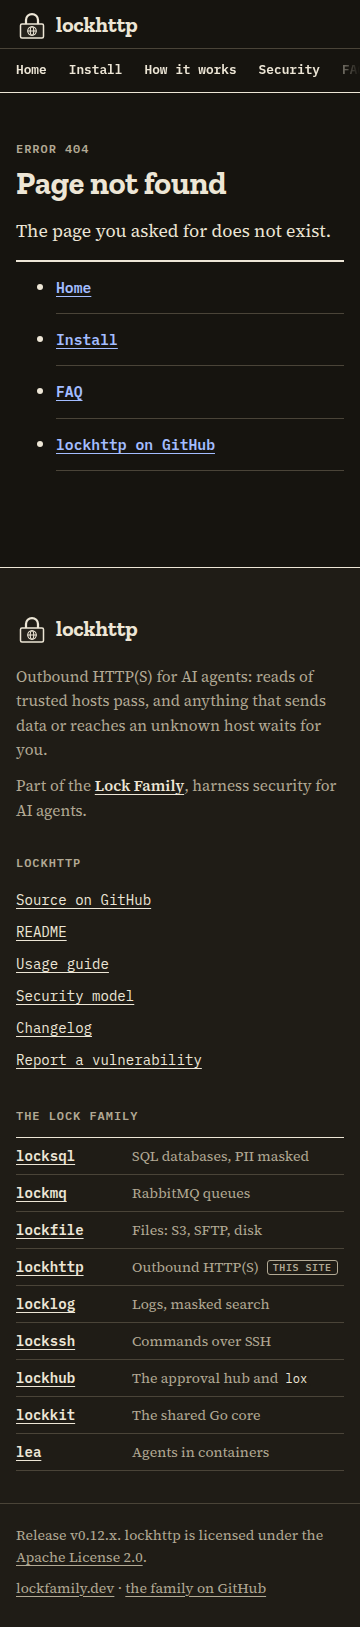 lockhttp
Home Install How it works Security FA
ERROR 404
Page not found
The page you asked for does not exist.
Home
Install
FAQ
lockhttp on GitHub
lockhttp
Outbound HTTP(S) for AI agents: reads of
trusted hosts pass, and anything that sends
data or reaches an unknown host waits for
you.
Part of the Lock Family, harness security for
AI agents.
LOCKHTTP
Source on GitHub
README
Usage guide
Security model
Changelog
Report a vulnerability
THE LOCK FAMILY
locksql SQL databases, PII masked
lockmq RabbitMQ queues
lockfile Files: S3, SFTP, disk
lockhttp Outbound HTTP(S) THIS SITE
locklog Logs, masked search
lockssh Commands over SSH
lockhub The approval hub and lox
lockkit The shared Go core
lea Agents in containers
Release v0.12.x. lockhttp is licensed under the
Apache License 2.0.
lockfamily.dev · the family on GitHub